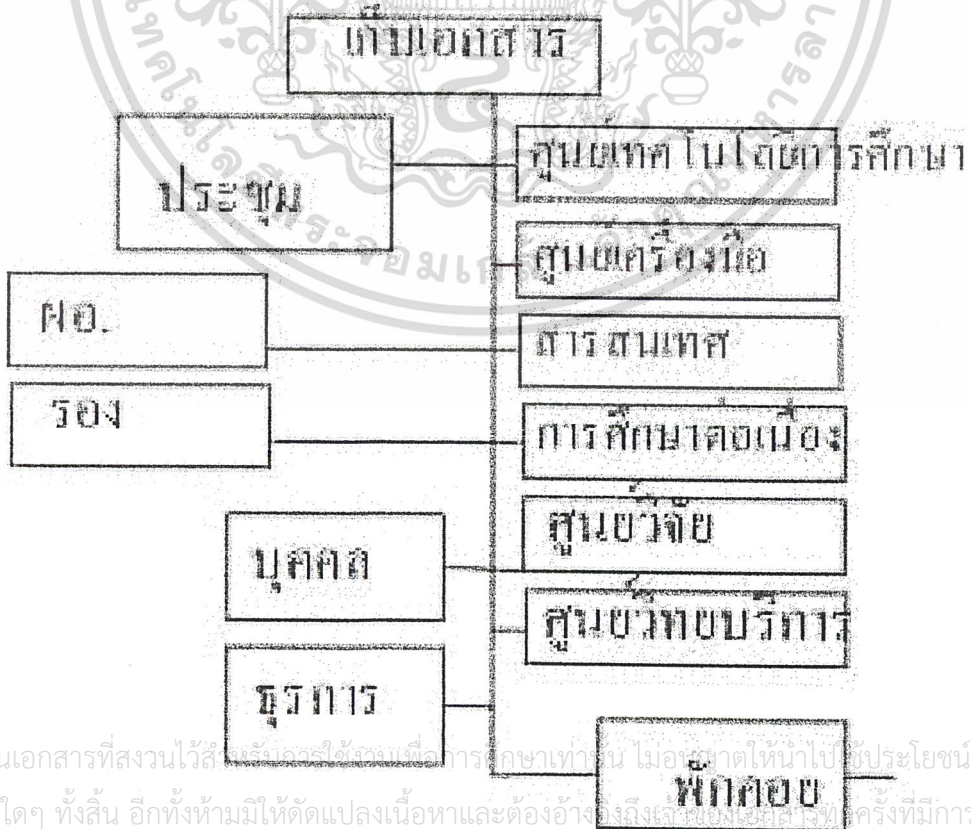 เก็บเอกสาร
ประชุม
ศูนย์เทคโนโลยีการศึกษา
ศูนย์เครื่องมือ
ผอ.
สารสนเทศ
รอง
การศึกษาต่อเนื่อง
บุคคล
ศูนย์วิจัย
ศูนย์วิทยบริการ
ธุรการ
พักคอย
นเอกสารที่สงวนไว้สำหรับการใช้งานเพื่อการศึกษาเท่านั้น ไม่อนุญาตให้นำไปใช้ประโยชน์
ใดๆ ทั้งสิ้น อีกทั้งห้ามมิให้ดัดแปลงเนื้อหาและต้องอ้างอิงถึงเจ้าของเอกสารทุกครั้งที่มีการ